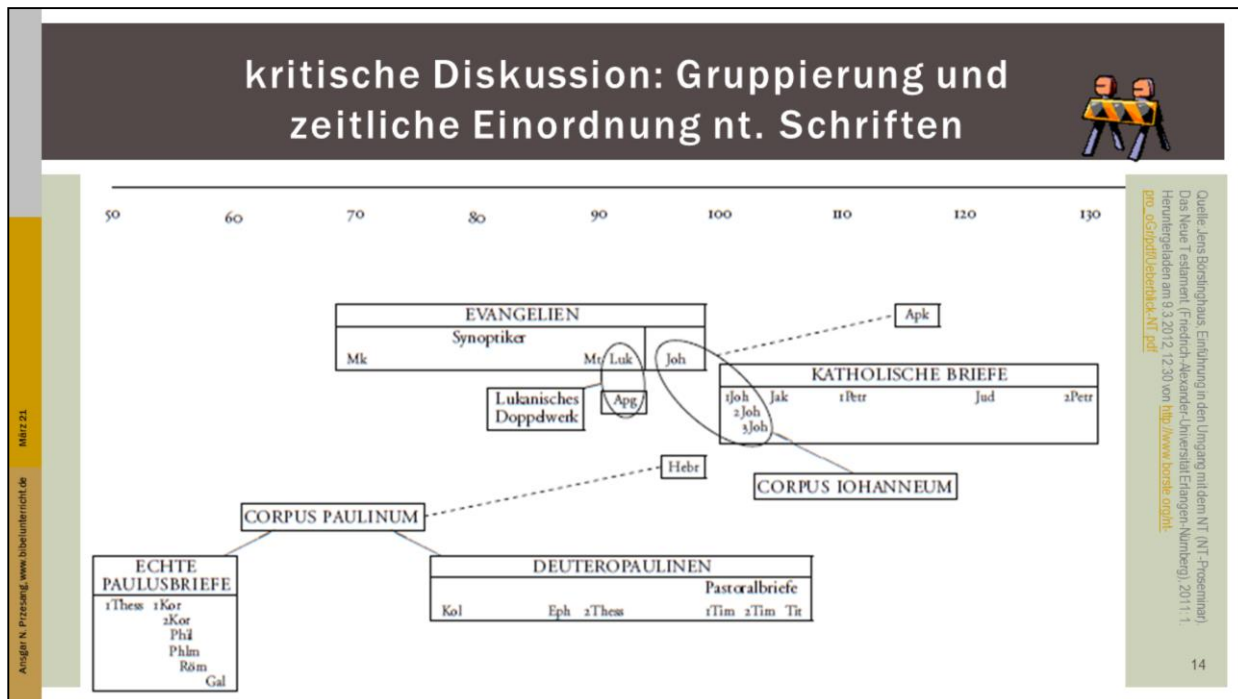 kritische Diskussion: Gruppierung und
zeitliche Einordnung nt. Schriften
50 60 70 80 90 100 110 120 130
EVANGELIEN
Synoptiker
Mk Mt Luk Joh
Apk
Lukanisches
Doppelwerk
Apg
KATHOLISCHE BRIEFE
1Joh Jak 1Petr Jud 2Petr
2Joh
3Joh
Hebr
CORPUS IOHANNEUM
CORPUS PAULINUM
ECHTE
PAULUSBRIEFE
1Thess 1Kor
2Kor
Phil
Phlm
Röm
Gal
DEUTEROPAULINEN
Pastoralbriefe
Kol Eph 2Thess 1Tim 2Tim Tit
Quelle: Jens Börstinghaus, Einführung in den Umgang mit dem NT (NT-Proseminar).
Das Neue Testament. (Friedrich-Alexander-Universität Erlangen-Nürnberg), 2011: 1.
Heruntergeladen am 9.3.2012, 12:30 von http://www.borste.org/nt-
pro_oGr/pdf/Ueberblick-NT.pdf
14
Ansgar N. Przesang, www.bibelunterricht.de
März 21